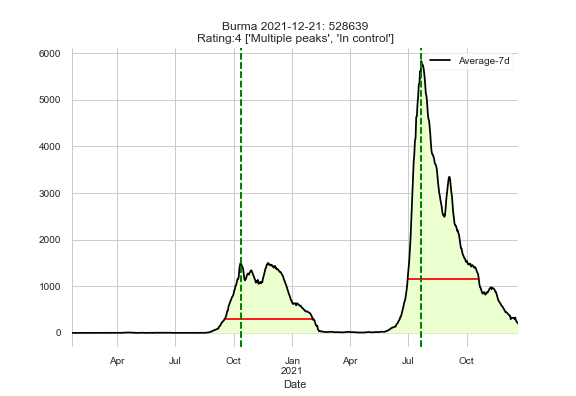 Burma 2021-12-21: 528639
Rating:4 ['Multiple peaks', 'In control']
Average-7d
6000
5000
4000
3000
2000
1000
0
Apr Jul Oct Jan Apr Jul Oct
2021
Date